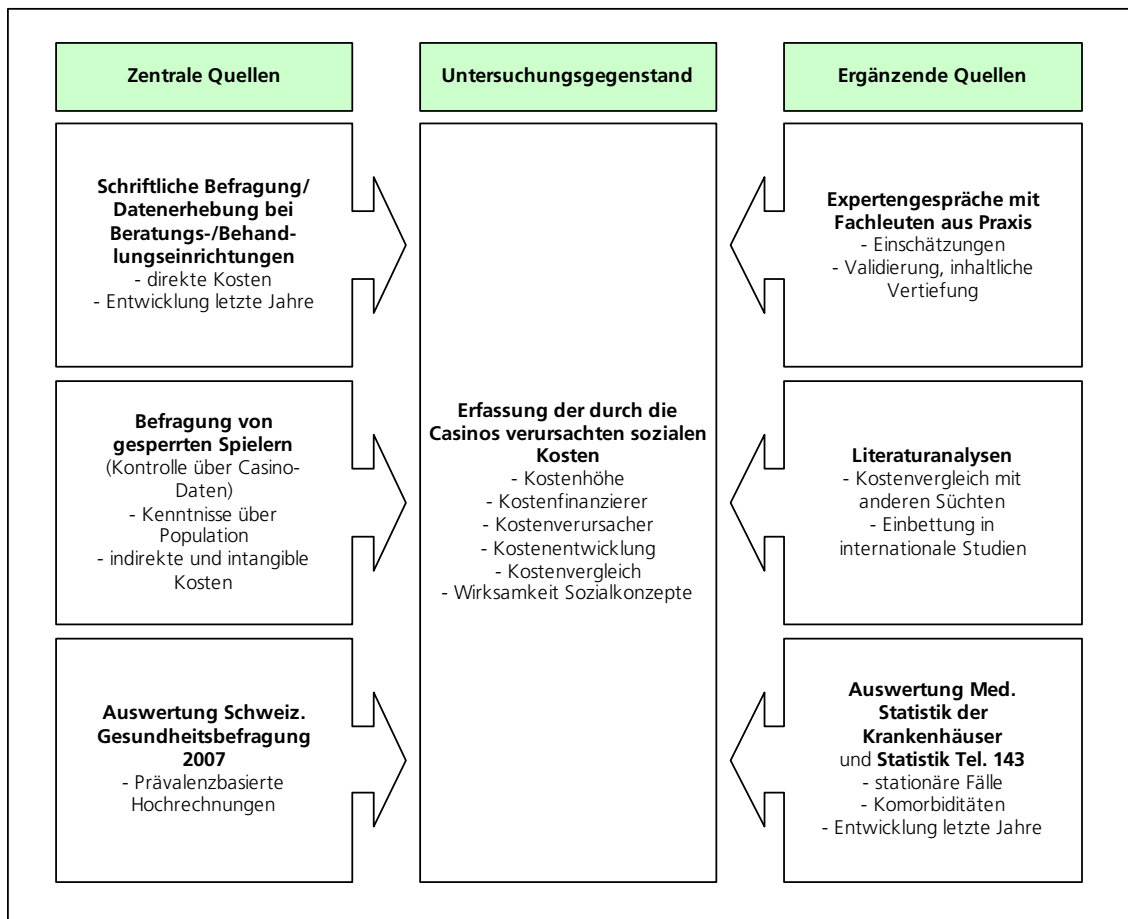 Zentrale Quellen
Schriftliche Befragung/
Datenerhebung bei
Beratungs-/Behand-
lungseinrichtungen
- direkte Kosten
- Entwicklung letzte Jahre
Befragung von
gesperrten Spielern
(Kontrolle über Casino-
Daten)
- Kenntnisse über
Population
- indirekte und intangible
Kosten
Auswertung Schweiz.
Gesundheitsbefragung
2007
- Prävalenzbasierte
Hochrechnungen
Untersuchungsgegenstand
Erfassung der durch die
Casinos verursachten sozialen
Kosten
- Kostenhöhe
- Kostenfinanzierer
- Kostenverursacher
- Kostenentwicklung
- Kostenvergleich
- Wirksamkeit Sozialkonzepte
Ergänzende Quellen
Expertengespräche mit
Fachleuten aus Praxis
- Einschätzungen
- Validierung, inhaltliche
Vertiefung
Literaturanalysen
- Kostenvergleich mit
anderen Süchten
- Einbettung in
internationale Studien
Auswertung Med.
Statistik der
Krankenhäuser
und Statistik Tel. 143
- stationäre Fälle
- Komorbiditäten
- Entwicklung letzte Jahre